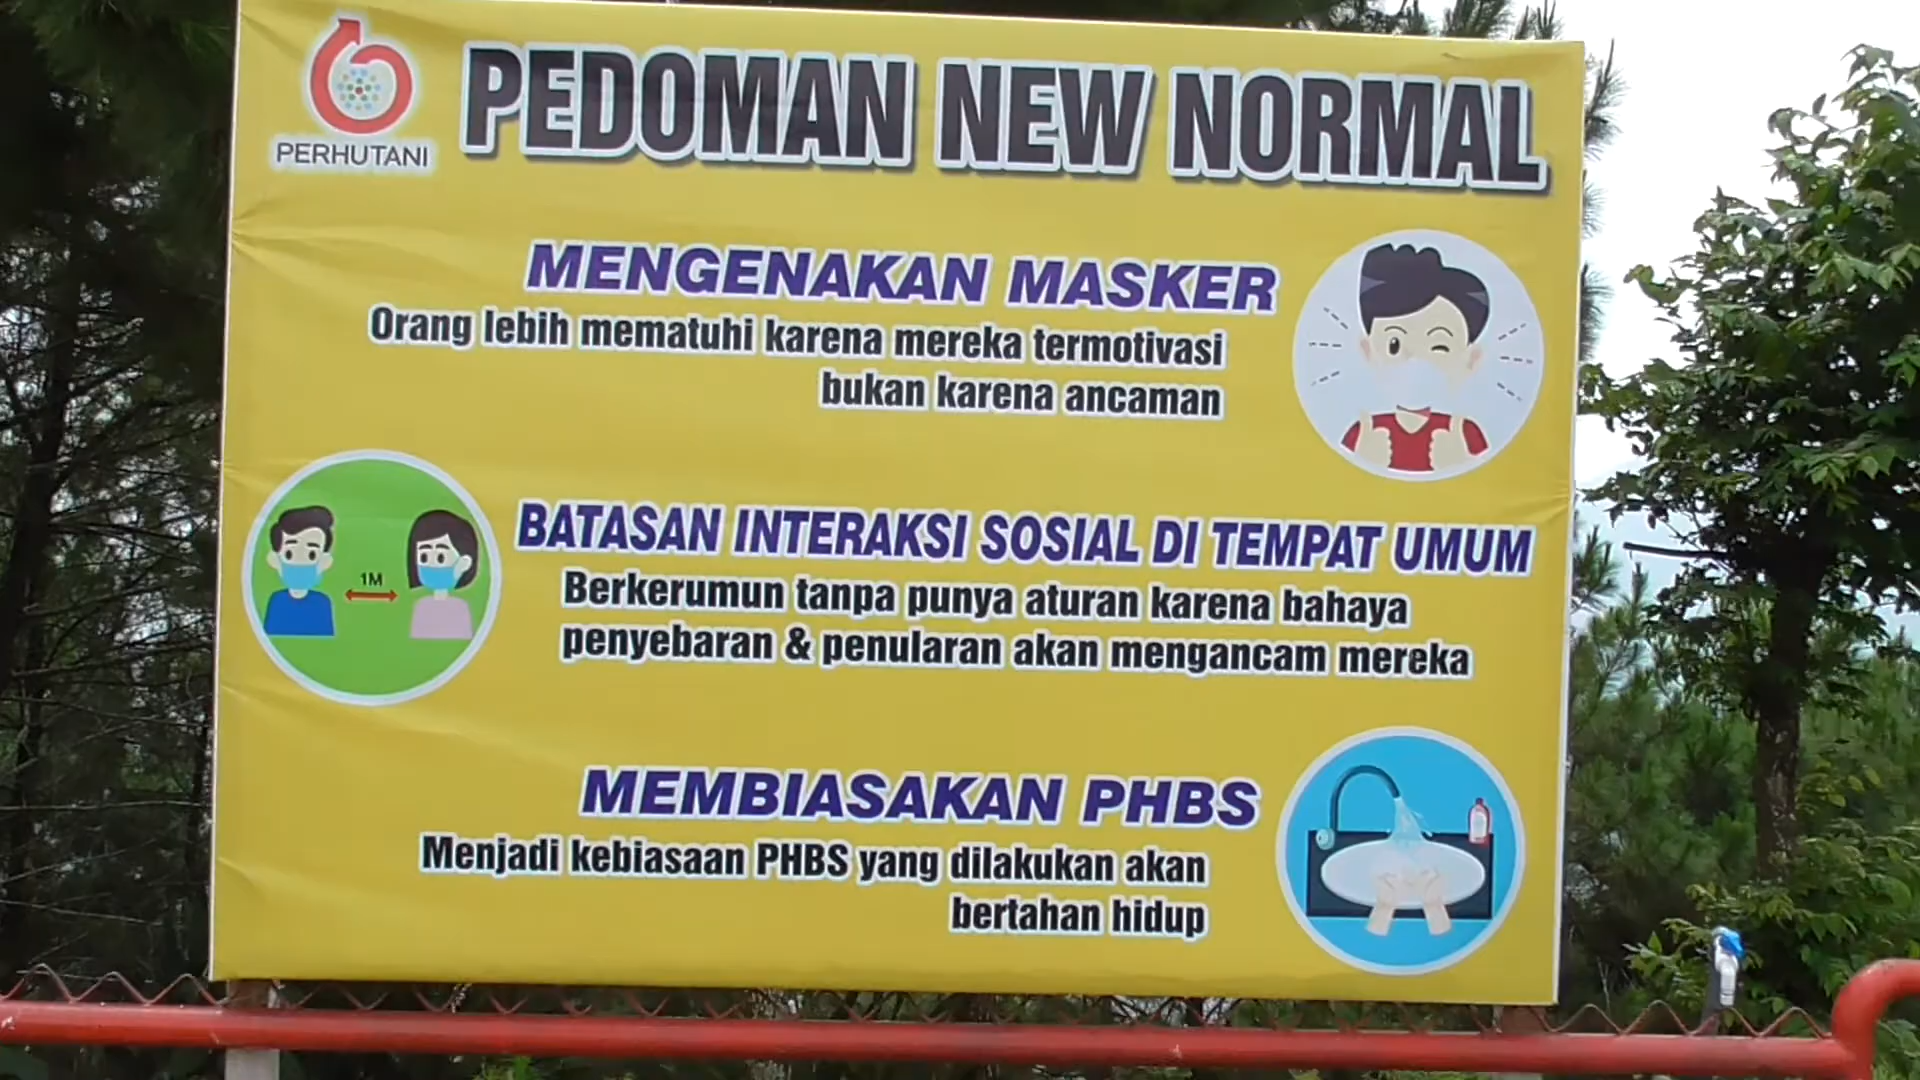 PERHUTANI
PEDOMAN NEW NORMAL
MENGENAKAN MASKER
Orang lebih mematuhi karena mereka termotivasi
bukan karena ancaman
1M
BATASAN INTERAKSI SOSIAL DI TEMPAT UMUM
Berkerumun tanpa punya aturan karena bahaya
penyebaran & penularan akan mengancam mereka
MEMBIASAKAN PHBS
Menjadi kebiasaan PHBS yang dilakukan akan
bertahan hidup